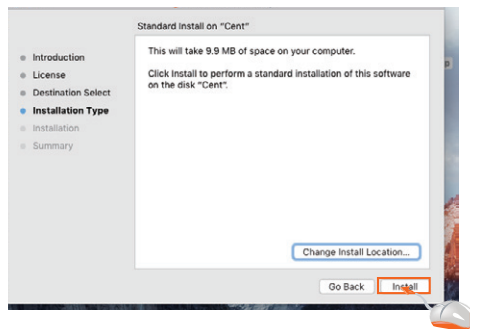 Standard Install on "Cent"
Introduction
License
Destination Select
Installation Type
Installation
Summary
This will take 9.9 MB of space on your computer.
Click Install to perform a standard installation of this software
on the disk "Cent".
Change Install Location...
Go Back
Install